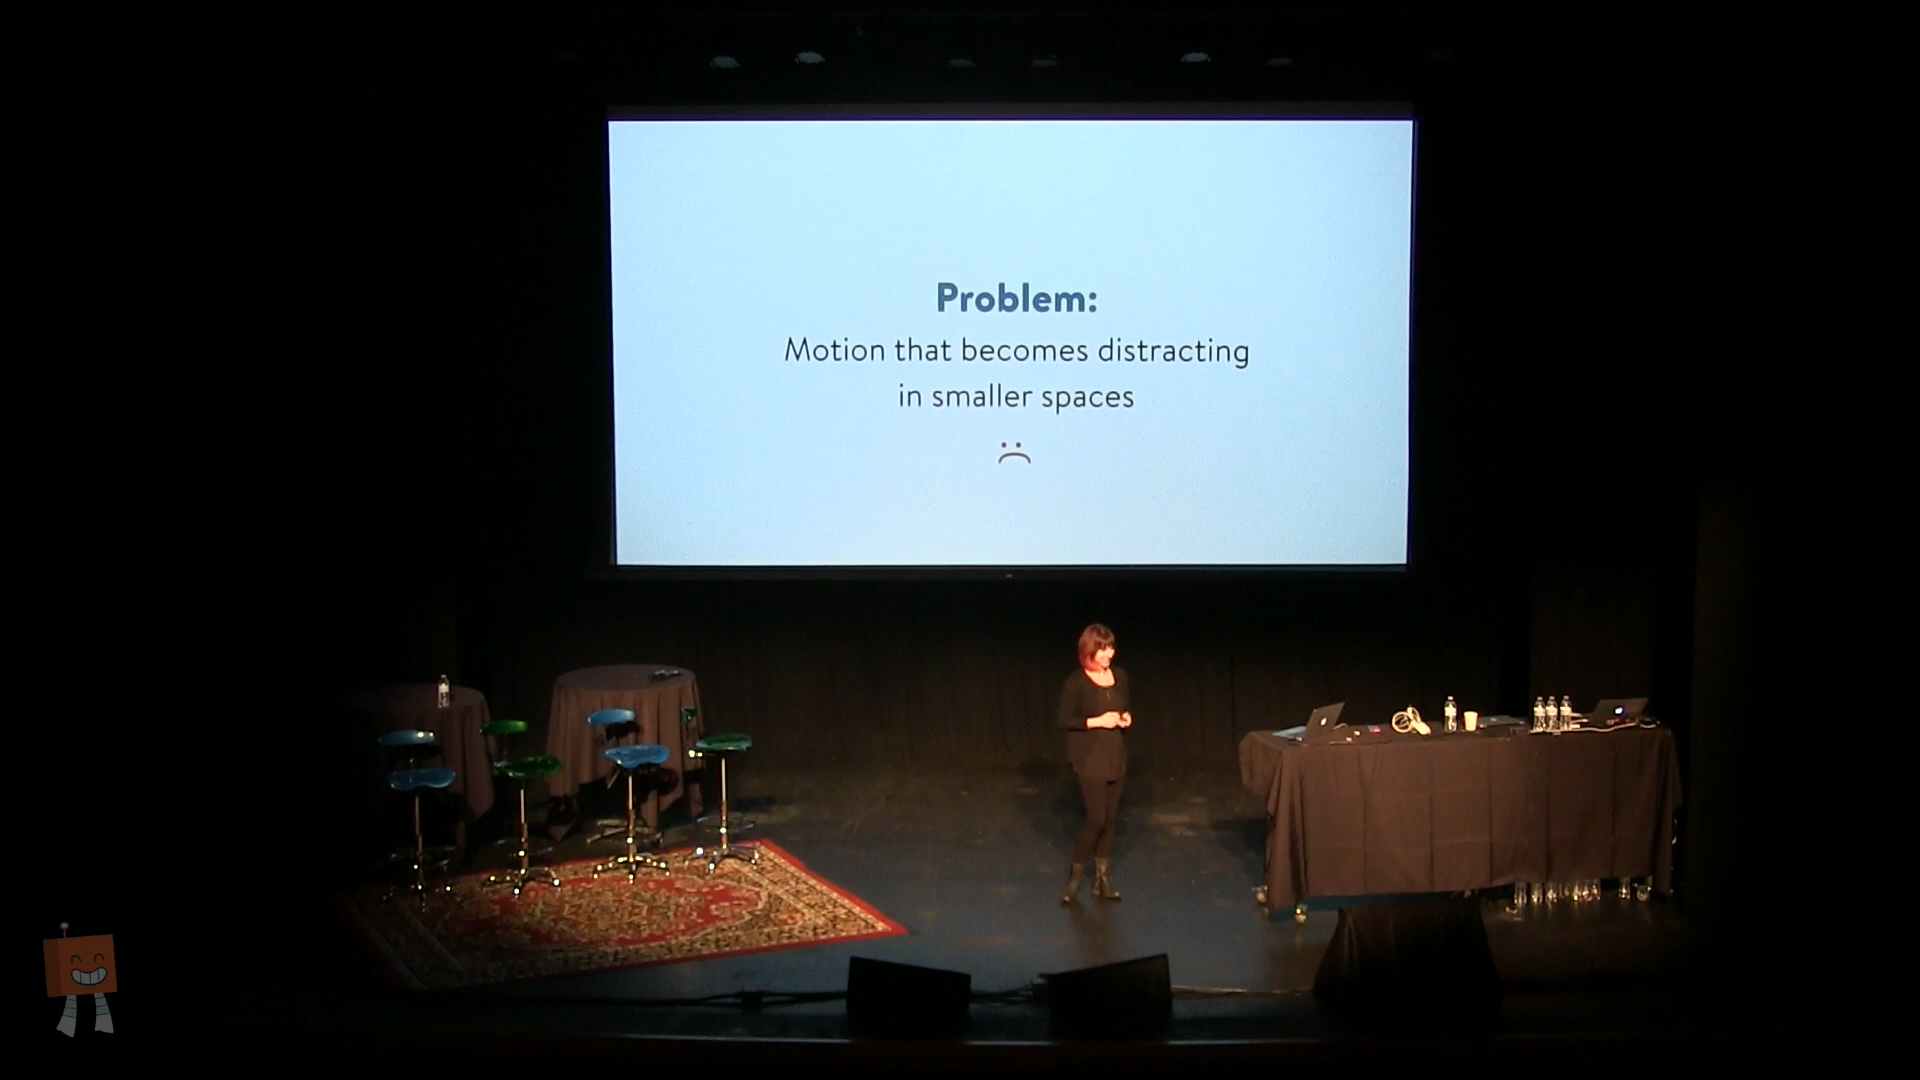 Problem:
Motion that becomes distracting
in smaller spaces